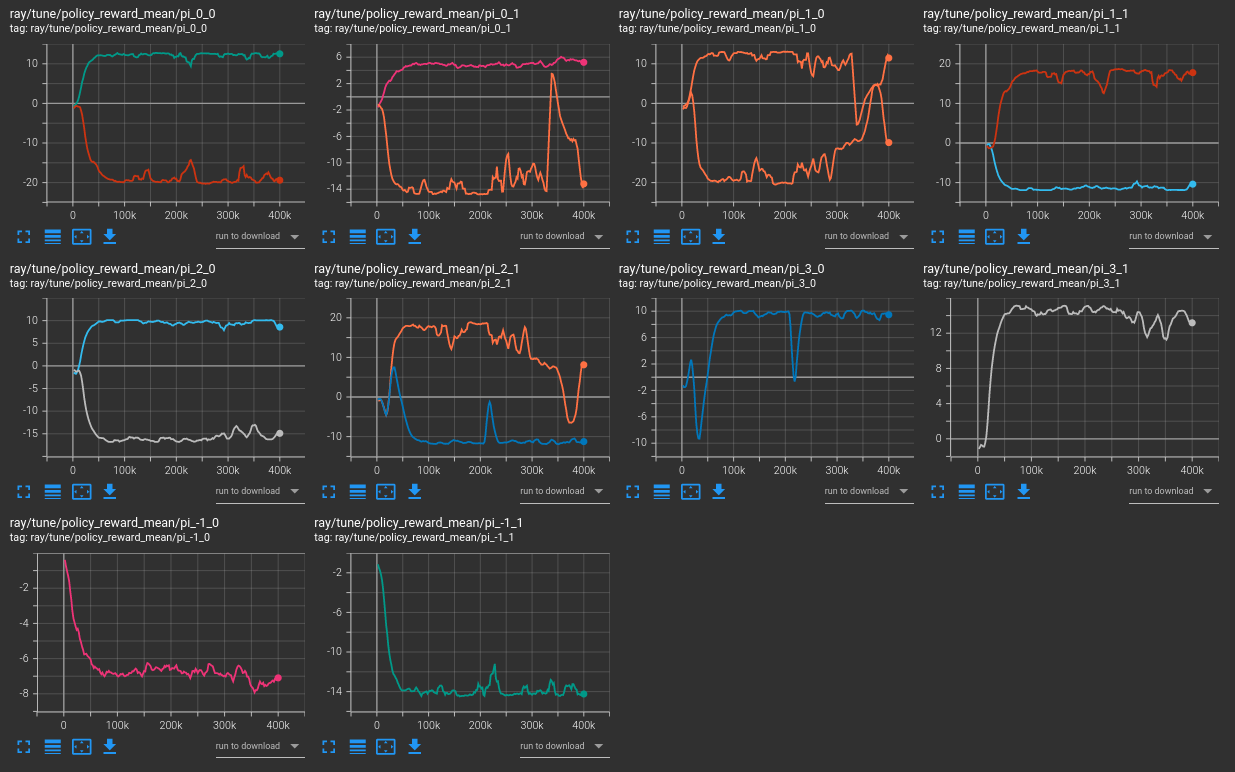 ray/tune/policy_reward_mean/pi_0_0
tag: ray/tune/policy_reward_mean/pi_0_0
10
0
-10
-20
0 100k 200k 300k 400k
run to download
ray/tune/policy_reward_mean/pi_0_1
tag: ray/tune/policy_reward_mean/pi_0_1
6
2
-2
-6
-10
-14
0 100k 200k 300k 400k
run to download
ray/tune/policy_reward_mean/pi_1_0
tag: ray/tune/policy_reward_mean/pi_1_0
10
0
-10
-20
0 100k 200k 300k 400k
run to download
ray/tune/policy_reward_mean/pi_1_1
tag: ray/tune/policy_reward_mean/pi_1_1
20
10
0
-10
0 100k 200k 300k 400k
run to download
ray/tune/policy_reward_mean/pi_2_0
tag: ray/tune/policy_reward_mean/pi_2_0
10
5
0
-5
-10
-15
0 100k 200k 300k 400k
run to download
ray/tune/policy_reward_mean/pi_2_1
tag: ray/tune/policy_reward_mean/pi_2_1
20
10
0
-10
0 100k 200k 300k 400k
run to download
ray/tune/policy_reward_mean/pi_3_0
tag: ray/tune/policy_reward_mean/pi_3_0
10
6
2
-2
-6
-10
0 100k 200k 300k 400k
run to download
ray/tune/policy_reward_mean/pi_3_1
tag: ray/tune/policy_reward_mean/pi_3_1
12
8
4
0
0 100k 200k 300k 400k
run to download
ray/tune/policy_reward_mean/pi_-1_0
tag: ray/tune/policy_reward_mean/pi_-1_0
-2
-4
-6
-8
0 100k 200k 300k 400k
run to download
ray/tune/policy_reward_mean/pi_-1_1
tag: ray/tune/policy_reward_mean/pi_-1_1
-2
-6
-10
-14
0 100k 200k 300k 400k
run to download